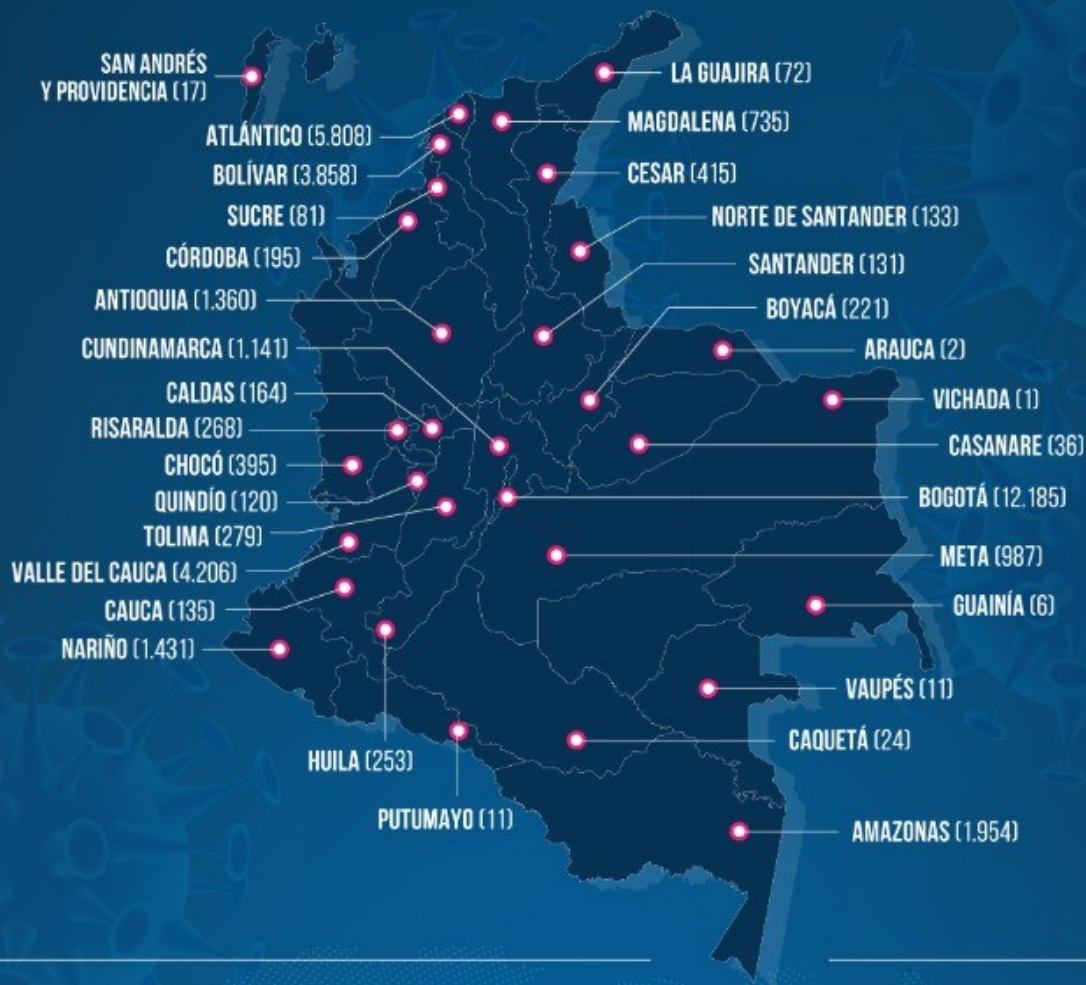 SAN ANDRÉS
Y PROVIDENCIA (17)
ATLÁNTICO (5.808)
BOLÍVAR (3.858)
SUCRE (81)
CÓRDOBA (195)
ANTIOQUIA (1.360)
CUNDINAMARCA (1.141)
CALDAS (164)
RISARALDA (268)
CHOCÓ (395)
QUINDÍO (120)
TOLIMA (279)
VALLE DEL CAUCA (4.206)
CAUCA (135)
NARIÑO (1.431)
HUILA (253)
PUTUMAYO (11)
LA GUAJIRA (72)
MAGDALENA (735)
CESAR (415)
NORTE DE SANTANDER (133)
SANTANDER (131)
BOYACÁ (221)
ARAUCA (2)
VICHADA (1)
CASANARE (36)
BOGOTÁ (12.185)
META (987)
GUAINÍA (6)
VAUPÉS (11)
CAQUETÁ (24)
AMAZONAS (1.954)